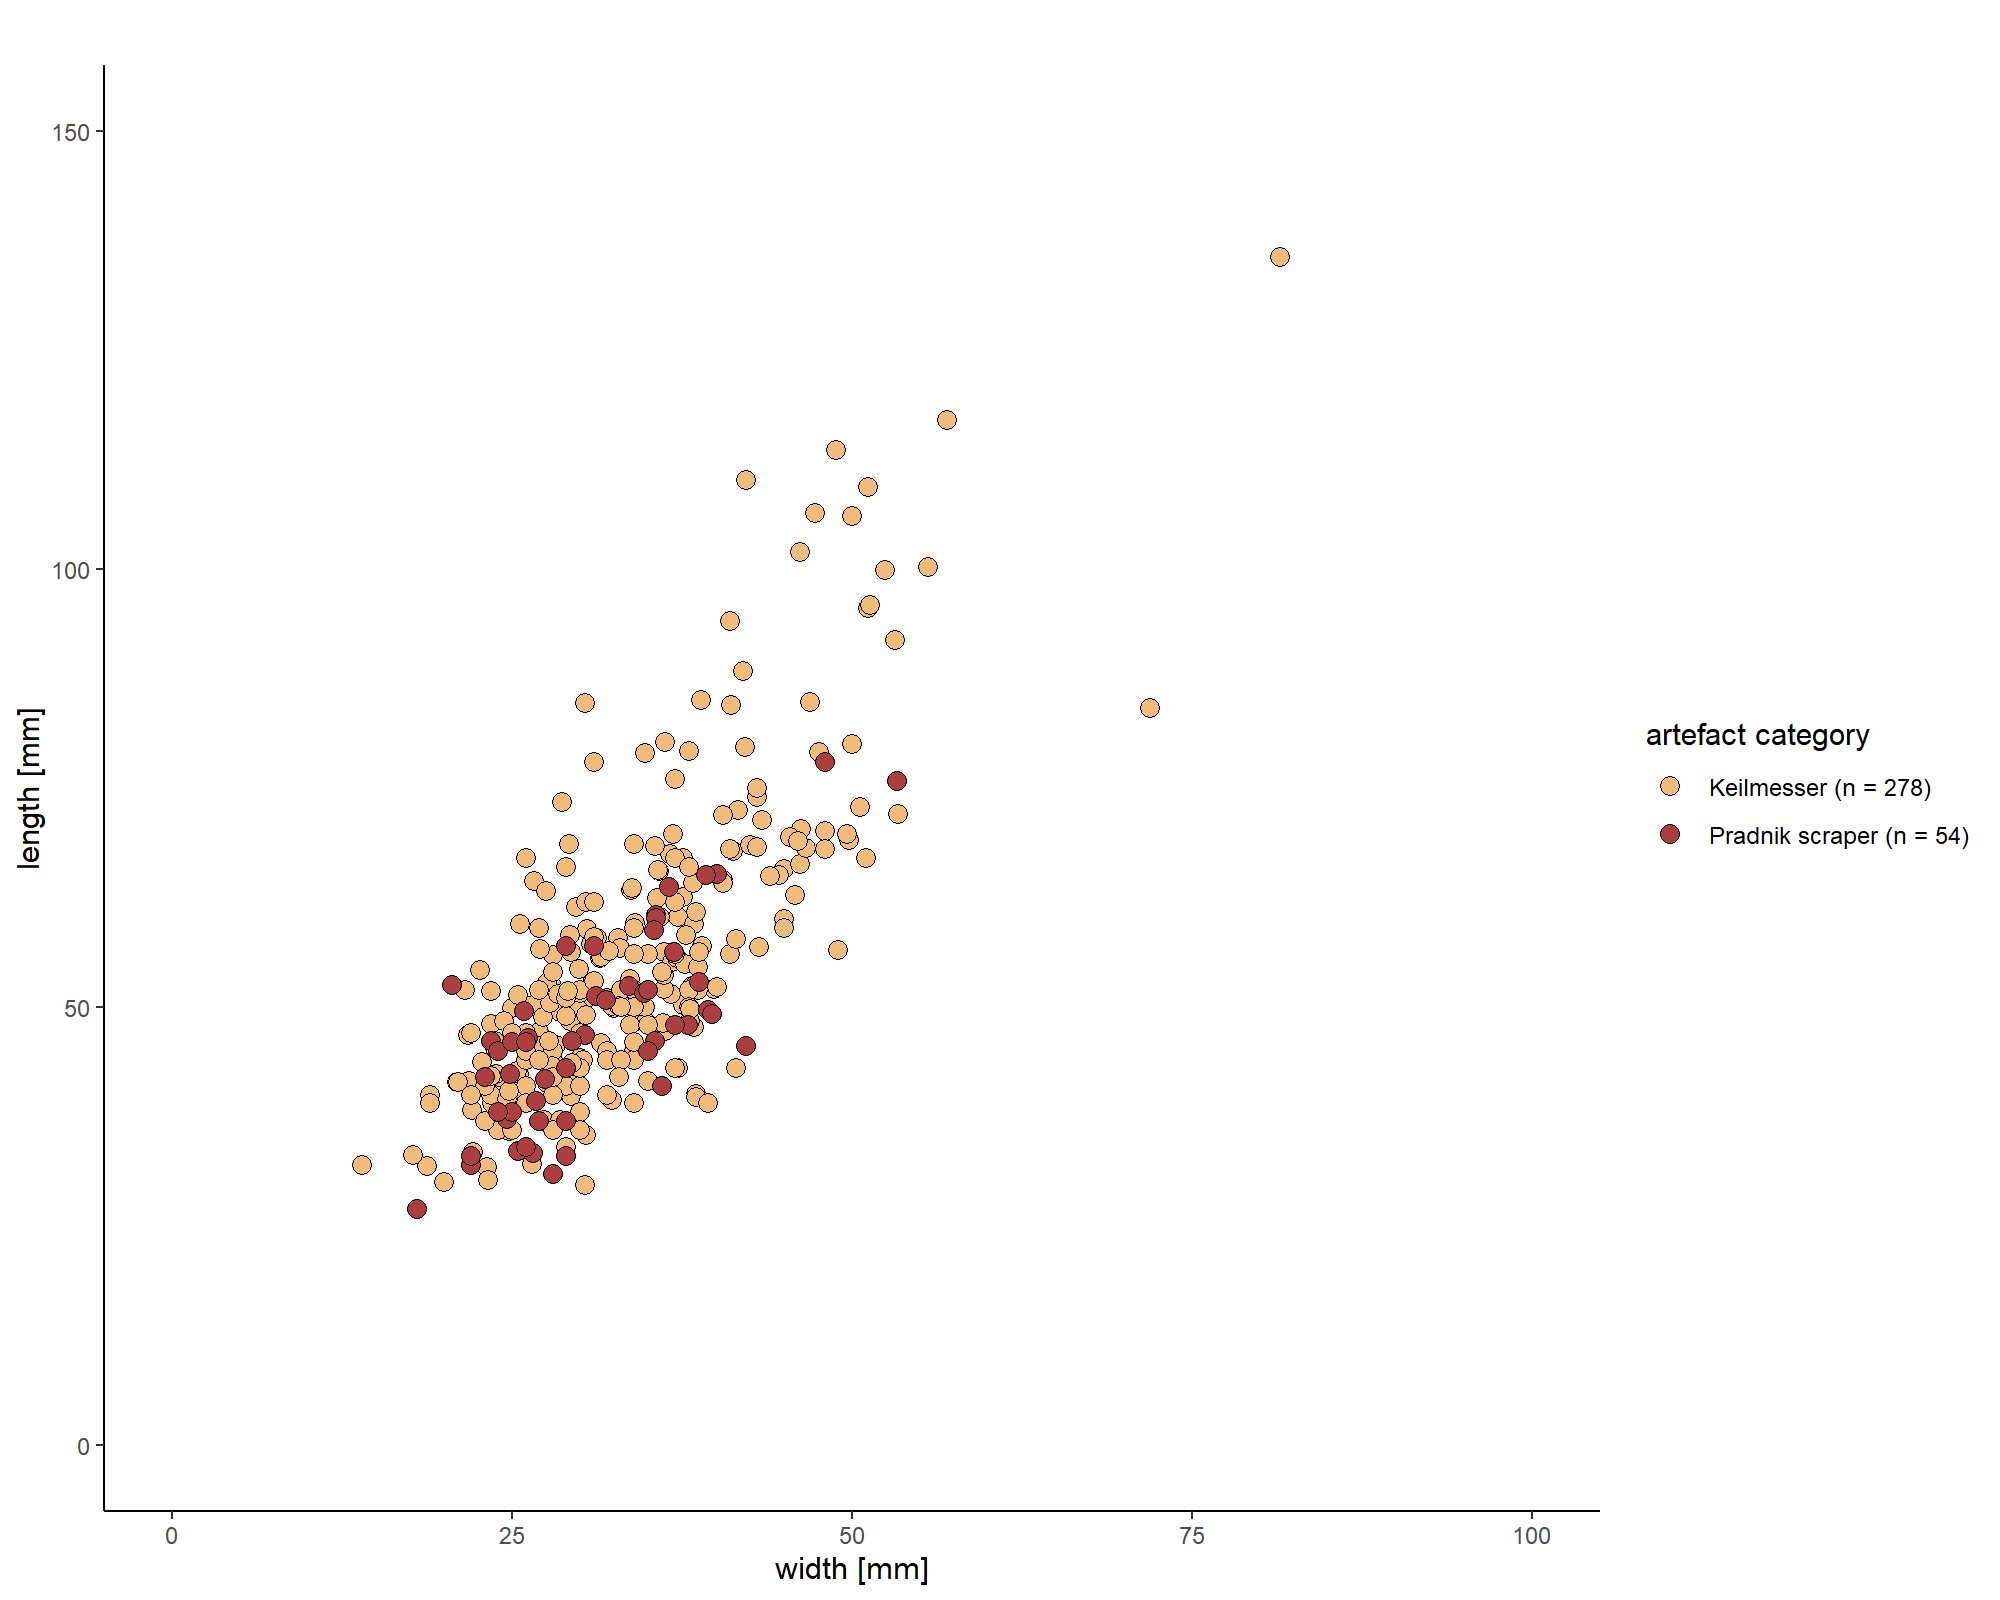 150
100
50
0
length [mm]
0
25
50
75
100
width [mm]
artefact category
Keilmesser (n = 278)
Pradnik scraper (n = 54)